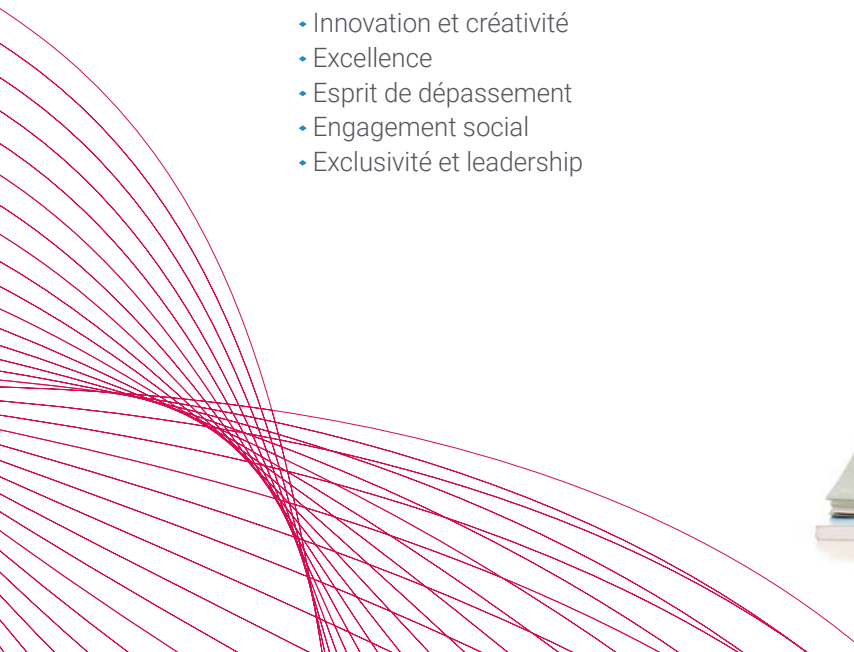 Innovation et créativité
Excellence
Esprit de dépassement
Engagement social
Exclusivité et leadership